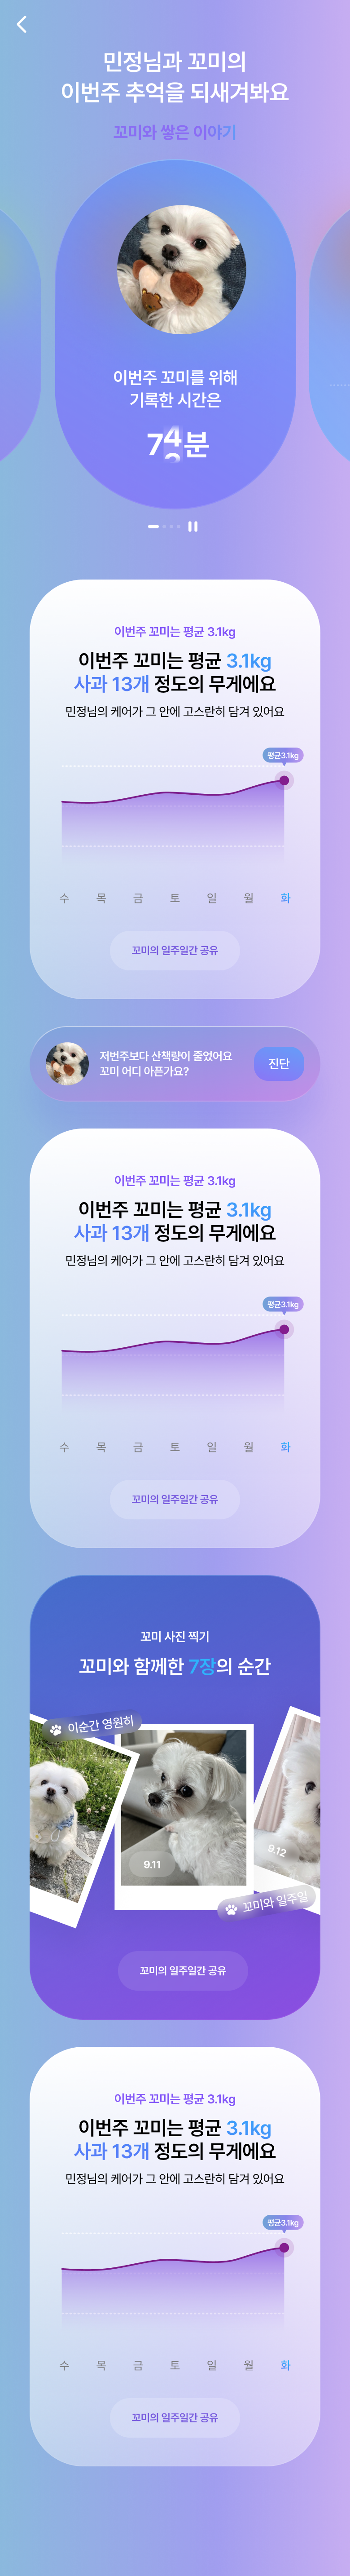 민정님과 꼬미의
이번주 추억을 되새겨봐요
꼬미와 쌓은 이야기
이번주 꼬미를 위해
기록한 시간은
74분
이번주 꼬미는 평균 3.1kg
이번주 꼬미는 평균 3.1kg
사과 13개 정도의 무게에요
민정님의 케어가 그 안에 고스란히 담겨 있어요
평균3.1kg
수 목 금 토 일 월 화
꼬미의 일주일간 공유
저번주보다 산책량이 줄었어요
꼬미 어디 아픈가요?
진단
이번주 꼬미는 평균 3.1kg
이번주 꼬미는 평균 3.1kg
사과 13개 정도의 무게에요
민정님의 케어가 그 안에 고스란히 담겨 있어요
평균3.1kg
수 목 금 토 일 월 화
꼬미의 일주일간 공유
꼬미 사진 찍기
꼬미와 함께한 7장의 순간
이순간 영원히
9.11
9.12
꼬미와 일주일
꼬미의 일주일간 공유
이번주 꼬미는 평균 3.1kg
이번주 꼬미는 평균 3.1kg
사과 13개 정도의 무게에요
민정님의 케어가 그 안에 고스란히 담겨 있어요
평균3.1kg
수 목 금 토 일 월 화
꼬미의 일주일간 공유